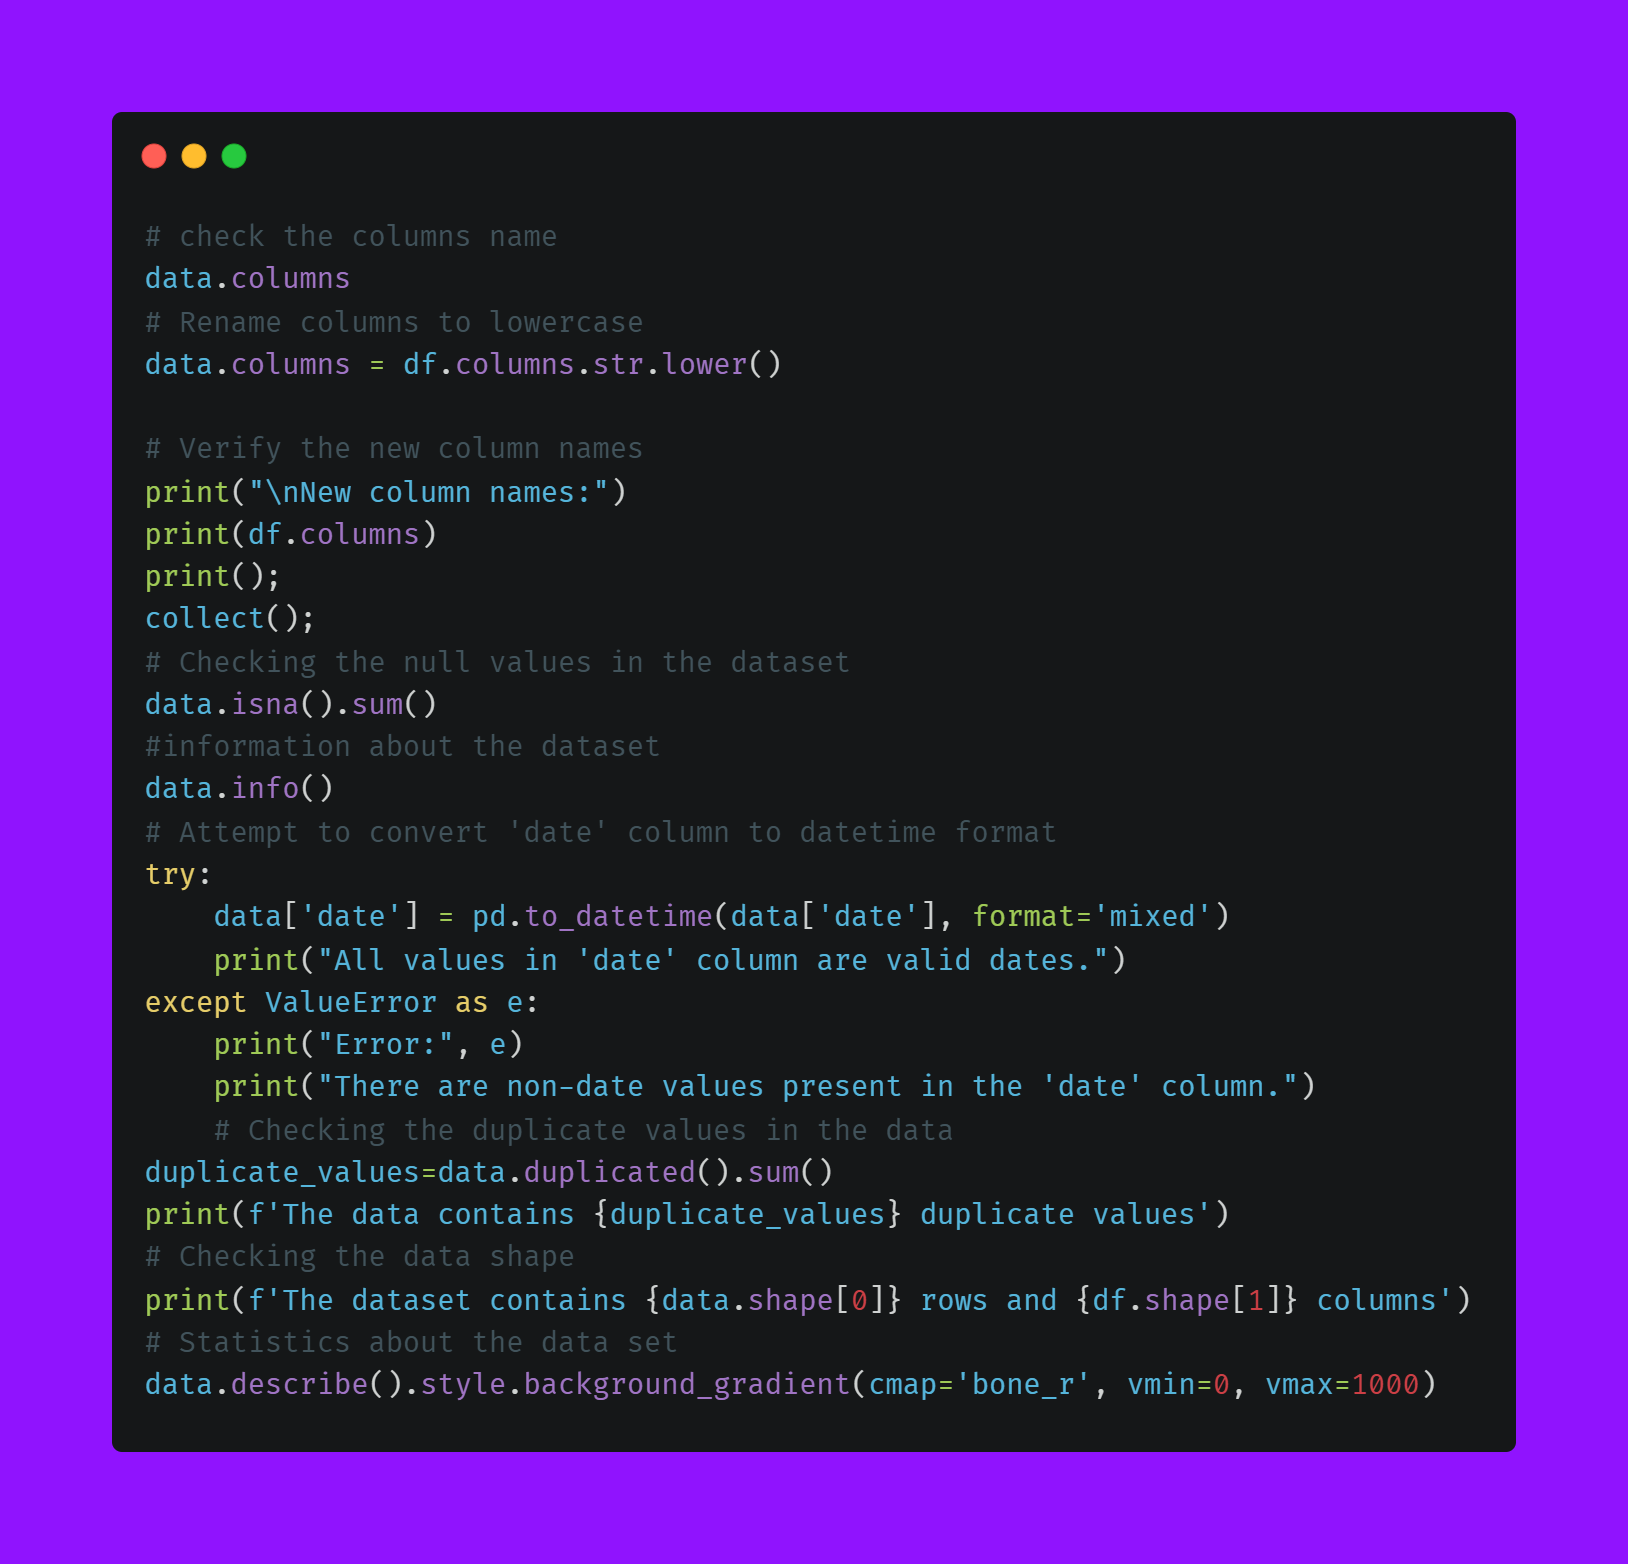 # check the columns name
data.columns
# Rename columns to lowercase
data.columns = df.columns.str.lower()

# Verify the new column names
print("\nNew column names:")
print(df.columns)
print();
collect();
# Checking the null values in the dataset
data.isna().sum()
#information about the dataset
data.info()
# Attempt to convert 'date' column to datetime format
try:
    data['date'] = pd.to_datetime(data['date'], format='mixed')
    print("All values in 'date' column are valid dates.")
except ValueError as e:
    print("Error:", e)
    print("There are non-date values present in the 'date' column.")
    # Checking the duplicate values in the data
duplicate_values=data.duplicated().sum()
print(f'The data contains {duplicate_values} duplicate values')
# Checking the data shape
print(f'The dataset contains {data.shape[0]} rows and {df.shape[1]} columns')
# Statistics about the data set
data.describe().style.background_gradient(cmap='bone_r', vmin=0, vmax=1000)